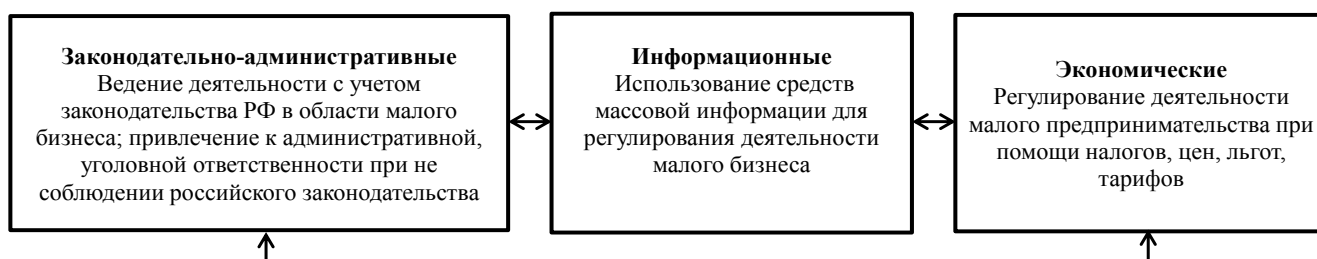 Законодательно-административные
Ведение деятельности с учетом
законодательства РФ в области малого
бизнеса; привлечение к административной,
уголовной ответственности при не
соблюдении российского законодательства
Информационные
Использование средств
массовой информации для
регулирования деятельности
малого бизнеса
Экономические
Регулирование деятельности
малого предпринимательства при
помощи налогов, цен, льгот,
тарифов